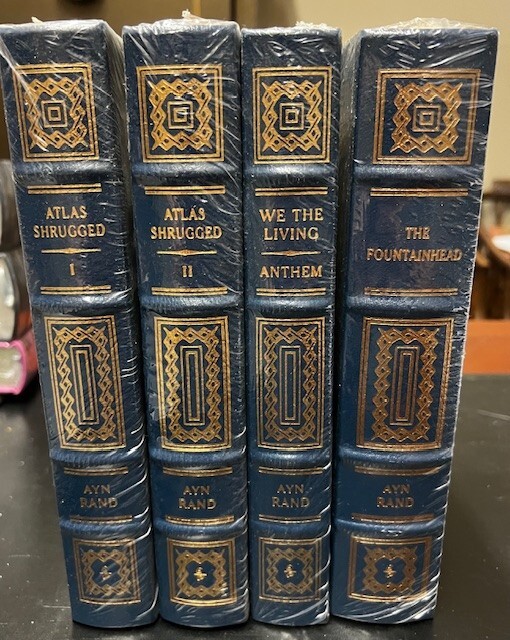 ATLAS
SHRUGGED
I
AYN
RAND
ATLAS
SHRUGGED
II
AYN
RAND
WE THE
LIVING
ANTHEM
AYN
RAND
THE
FOUNTAINHEAD
AYN
RAND